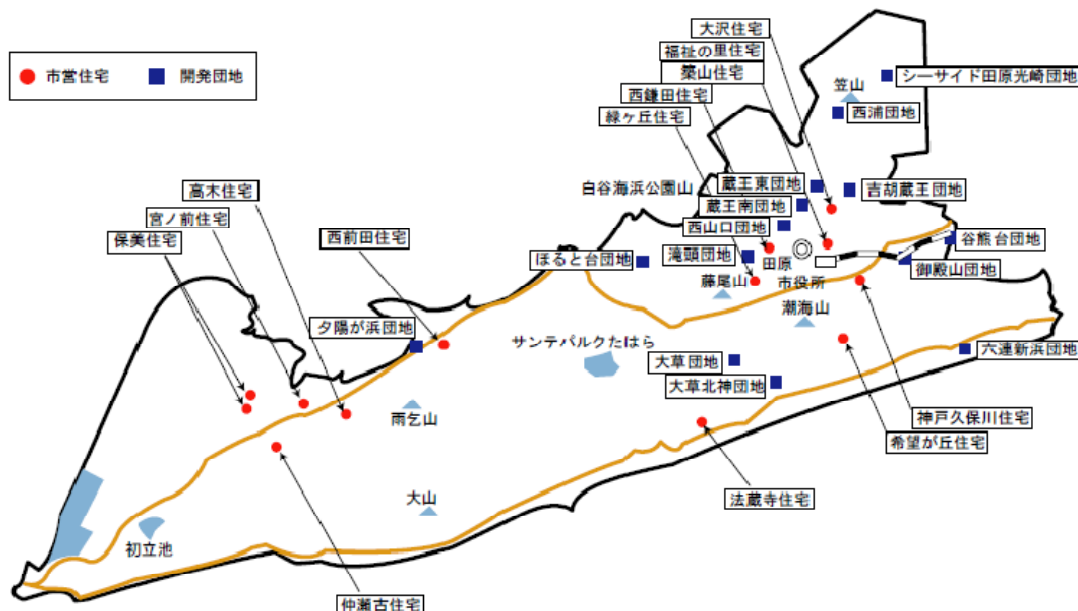 市営住宅
開発団地
大沢住宅
福祉の里住宅
築山住宅
西鎌田住宅
緑ヶ丘住宅
笠山
シーサイド田原光崎団地
西浦団地
高木住宅
宮ノ前住宅
保美住宅
西前田住宅
白谷海浜公園山
蔵王東団地
吉胡蔵王団地
蔵王南団地
西山口団地
滝頭団地
ほると台団地
田原
市役所
谷熊台団地
御殿山団地
藤尾山
潮海山
夕陽が浜団地
サンテパルクたはら
大草団地
大草北神団地
六連新浜団地
雨乞山
神戸久保川住宅
希望が丘住宅
法蔵寺住宅
大山
初立池
仲瀬古住宅